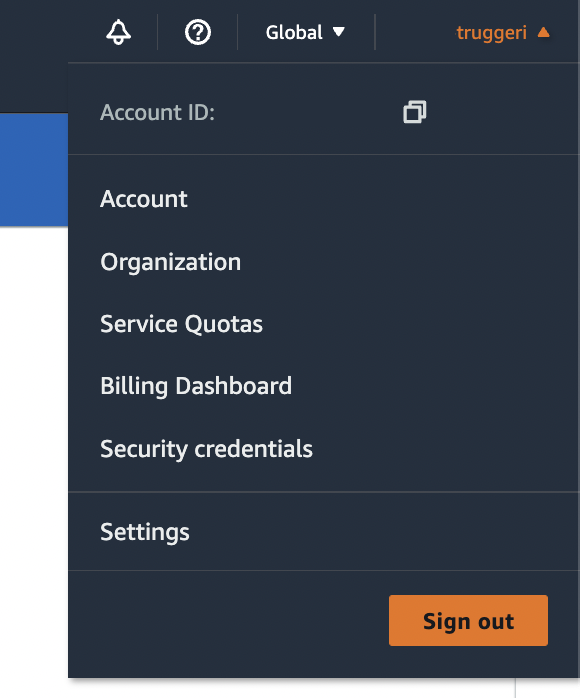 Global truggeri
Account ID:
Account
Organization
Service Quotas
Billing Dashboard
Security credentials
Settings
Sign out